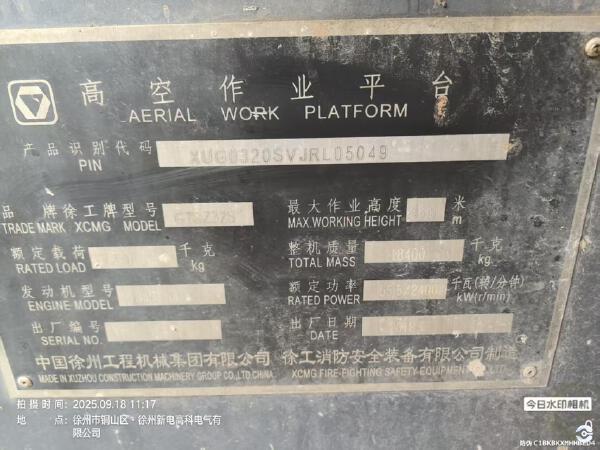 高空作业平台
AERIAL WORK PLATFORM
产品识别代码 XUG0320SVJRL05049
PIN
品牌徐工牌型号
TRADE MARK XCMG MODEL
最大作业高度 米
MAX WORKING HEIGHT m
额定载荷 千克
RATED LOAD kg
整机质量 18400 千克
TOTAL MASS kg
发动机型号
ENGINE MODEL
额定功率 千瓦(转/分钟)
RATED POWER kW(r/min)
出厂编号
SERIAL NO.
出厂日期
DATE
中国徐州工程机械集团有限公司 徐工消防安全装备有限公司制造
MADE IN XUZHOU CONSTRUCTION MACHINERY GROUP CO.,LTD CHINA XCMG FIRE-FIGHTING SAFETY EQUIPMENT
拍摄时间:2025.09.18 11:17
地点:徐州市铜山区·徐州新电高科电气有
限公司
今日水印相机
防伪